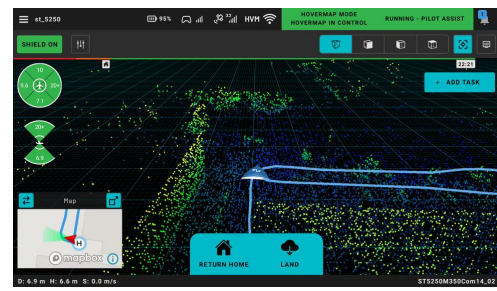 st_5250
95%
32
HVM
HOVERMAP MODE
HOVERMAP IN CONTROL
RUNNING - PILOT ASSIST
SHIELD ON
22:21
+ ADD TASK
10
9.6
20+
7.1
20+
6.9
Map
H
mapbox
RETURN HOME
LAND
D: 6.9 m H: 6.6 m S: 0.0 m/s
ST5250M350Com14_02